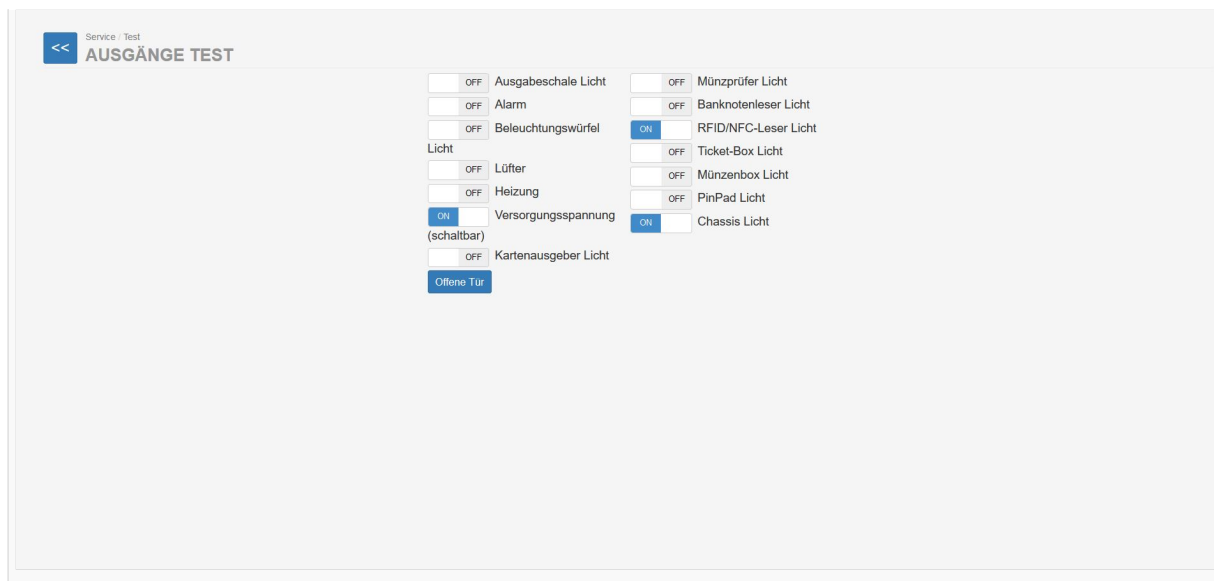 <<
Service / Test
AUSGÄNGE TEST
OFF Ausgabeschale Licht
OFF Alarm
OFF Beleuchtungswürfel
Licht
OFF Lüfter
OFF Heizung
ON Versorgungsspannung
(schaltbar)
OFF Kartenausgeber Licht
Offene Tür
OFF Münzprüfer Licht
OFF Banknotenleser Licht
ON RFID/NFC-Leser Licht
OFF Ticket-Box Licht
OFF Münzenbox Licht
OFF PinPad Licht
ON Chassis Licht